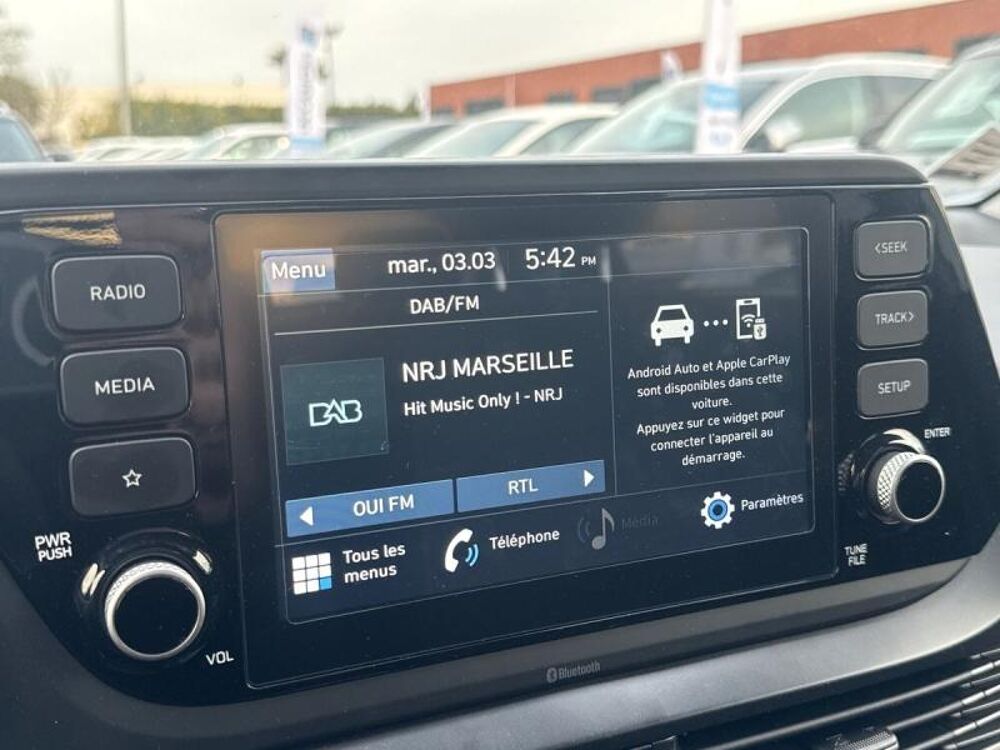 Menu mar., 03.03 5:42 PM
DAB/FM
DAB
NRJ MARSEILLE
Hit Music Only ! - NRJ
OUI FM
RTL
Android Auto et Apple CarPlay
sont disponibles dans cette
voiture.
Appuyez sur ce widget pour
connecter l'appareil au
démarrage.
Tous les
menus
Téléphone
Média
Paramètres
RADIO
MEDIA
PWR
PUSH
VOL
<SEEK
TRACK>
SETUP
ENTER
TUNE
FILE
Bluetooth